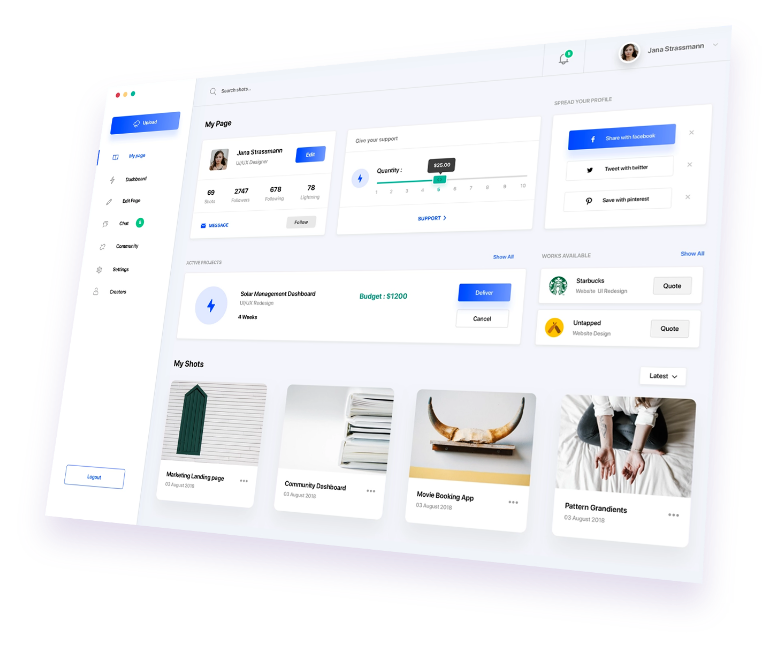 Search shots..
9
Jana Strassmann
Upload
My page
Dashboard
Edit Page
Chat
Community
Settings
Creators
Logout
My Page
Jana Strassmann
UI/UX Designer
Edit
69
Shots
2747
Followers
678
Following
78
Lightning
MESSAGE
Follow
Give your support
Quantity :
$25.00
1 2 3 4 5 6 7 8 9 10
SUPPORT
SPREAD YOUR PROFILE
Share with facebook
Tweet with twitter
Save with pinterest
ACTIVE PROJECTS
Show All
Solar Management Dashboard
UI/UX Redesign
4 Weeks
Budget : $1200
Deliver
Cancel
WORKS AVAILABLE
Show All
Starbucks
Website UI Redesign
Quote
Untapped
Website Design
Quote
My Shots
Latest
Marketing Landing page
03 August 2018
Community Dashboard
03 August 2018
Movie Booking App
03 August 2018
Pattern Grandients
03 August 2018